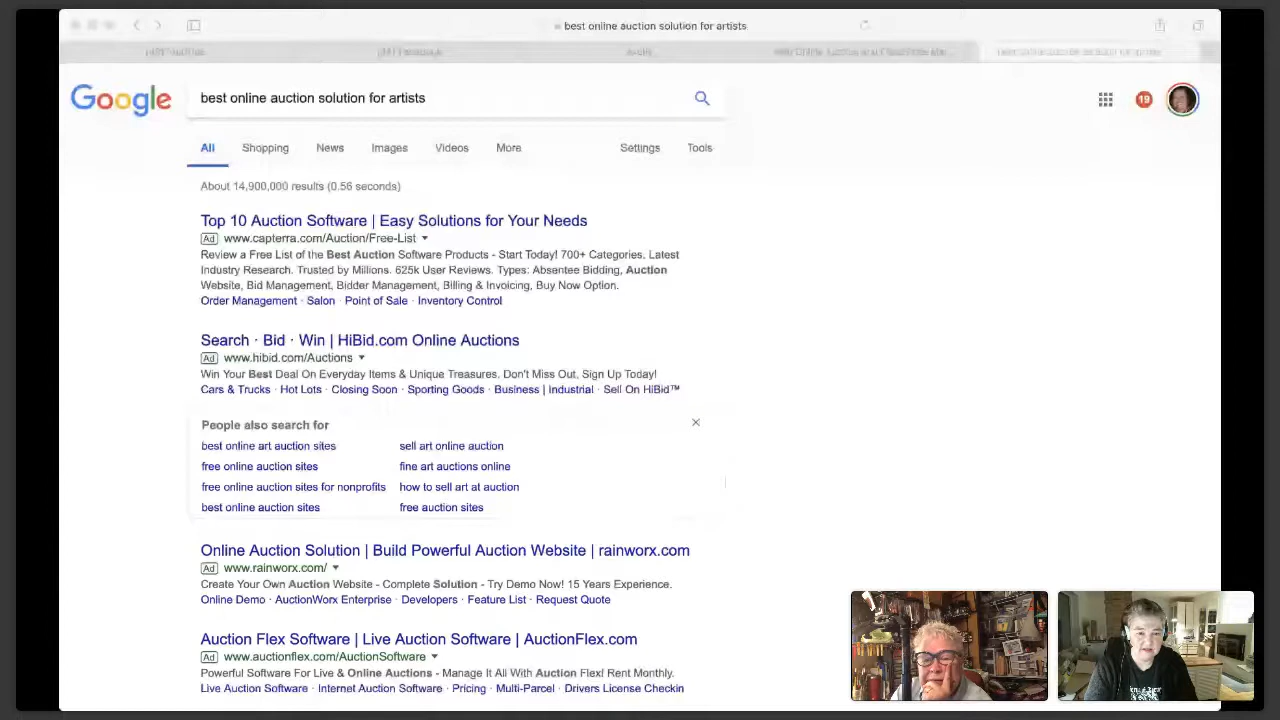 best online auction solution for artists
Google
best online auction solution for artists
19
All Shopping News Images Videos More Settings Tools
About 14,900,000 results (0.56 seconds)
Top 10 Auction Software | Easy Solutions for Your Needs
Ad www.capterra.com/Auction/Free-List
Review a Free List of the Best Auction Software Products - Start Today! 700+ Categories. Latest
Industry Research. Trusted by Millions. 625k User Reviews. Types: Absentee Bidding, Auction
Website, Bid Management, Bidder Management, Billing & Invoicing, Buy Now Option.
Order Management · Salon · Point of Sale · Inventory Control
Search · Bid · Win | HiBid.com Online Auctions
Ad www.hibid.com/Auctions
Win Your Best Deal On Everyday Items & Unique Treasures. Don't Miss Out. Sign Up Today!
Cars & Trucks · Hot Lots · Closing Soon · Sporting Goods · Business | Industrial · Sell On HiBid™
People also search for
best online art auction sites sell art online auction
free online auction sites fine art auctions online
free online auction sites for nonprofits how to sell art at auction
best online auction sites free auction sites
Online Auction Solution | Build Powerful Auction Website | rainworx.com
Ad www.rainworx.com/
Create Your Own Auction Website - Complete Solution - Try Demo Now! 15 Years Experience.
Online Demo · AuctionWorx Enterprise · Developers · Feature List · Request Quote
Auction Flex Software | Live Auction Software | AuctionFlex.com
Ad www.auctionflex.com/AuctionSoftware
Powerful Software For Live & Online Auctions - Manage It All With Auction Flex! Rent Monthly.
Live Auction Software · Internet Auction Software · Pricing · Multi-Parcel · Drivers License Checkin